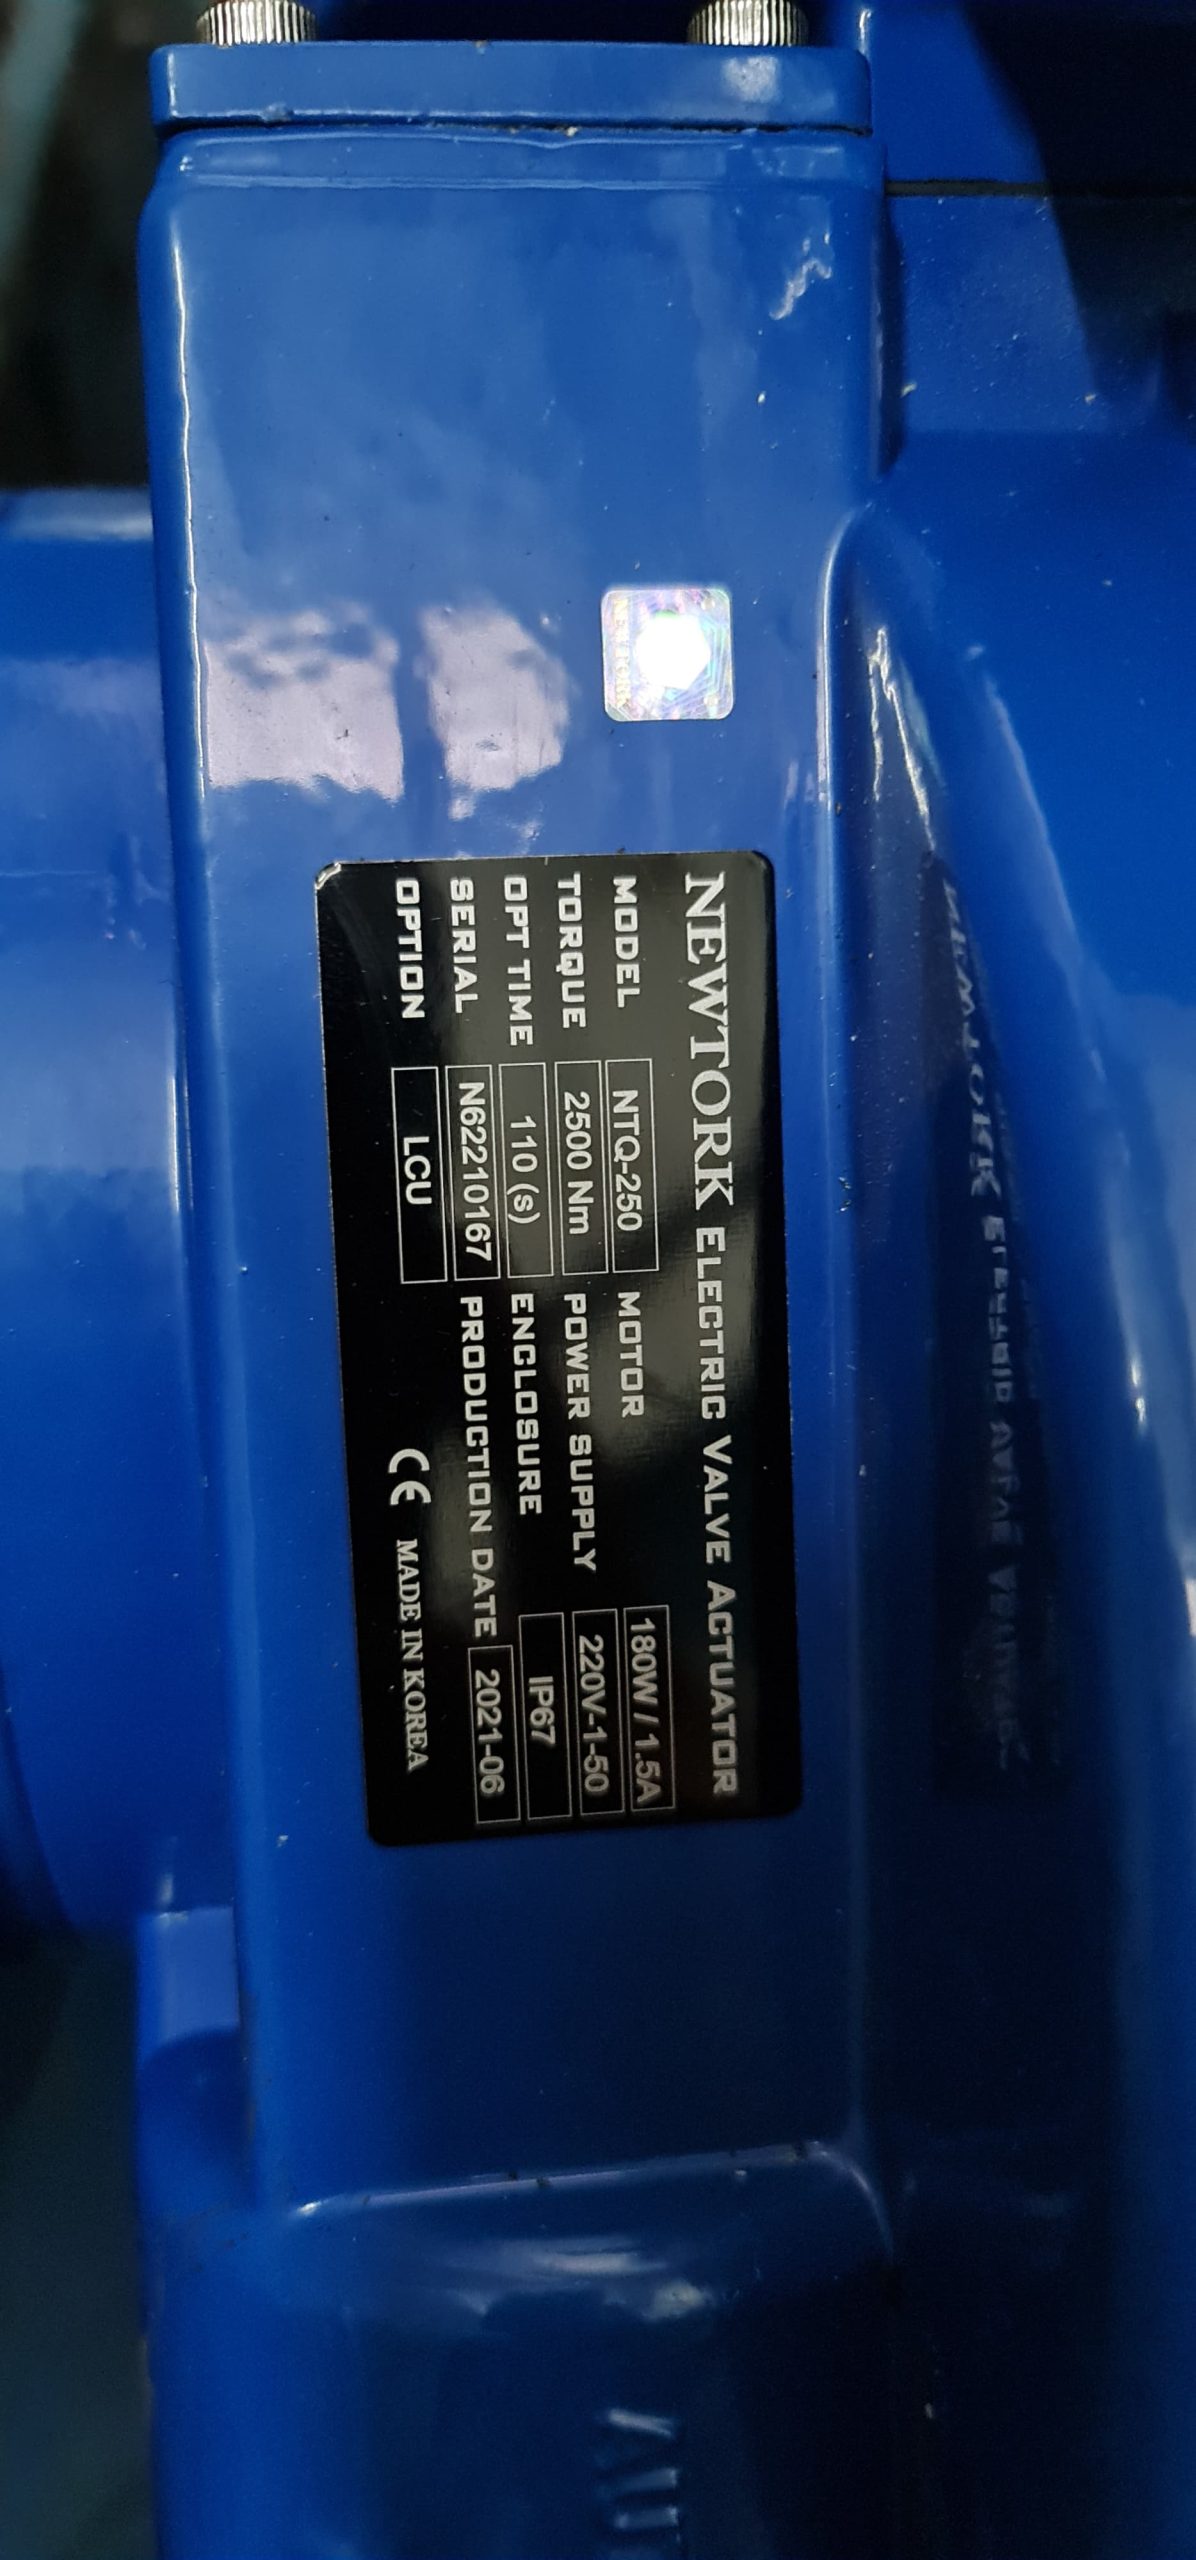 NEWTORK ELECTRIC VALVE ACTUATOR
MODEL NTQ-250 MOTOR 180W / 1.5A
TORQUE 2500 Nm POWER SUPPLY 220V-1-50
OPT TIME 110 (s) ENCLOSURE IP67
SERIAL N62210167 PRODUCTION DATE 2021-06
OPTION LCU CE MADE IN KOREA